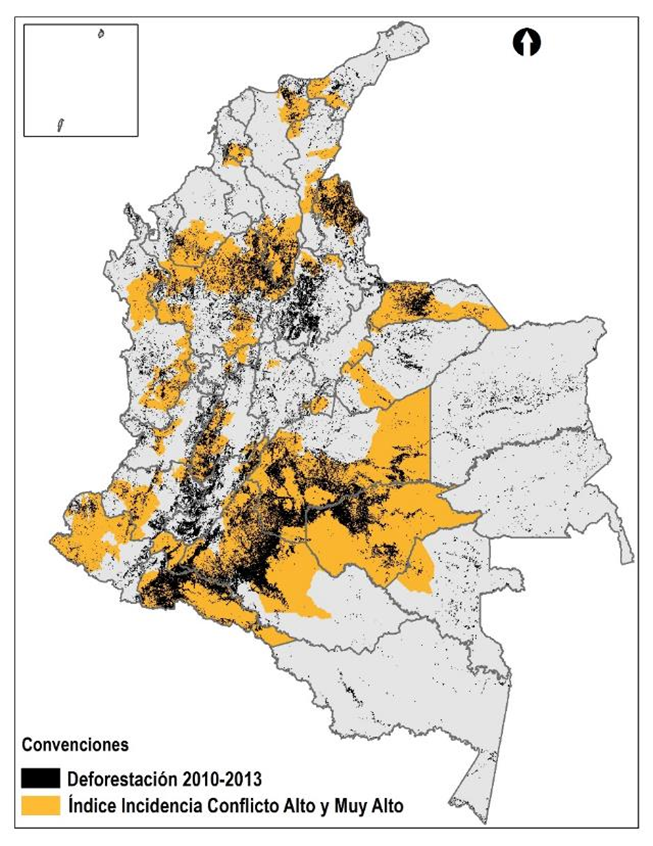 Convenciones
Deforestación 2010-2013
Índice Incidencia Conflicto Alto y Muy Alto